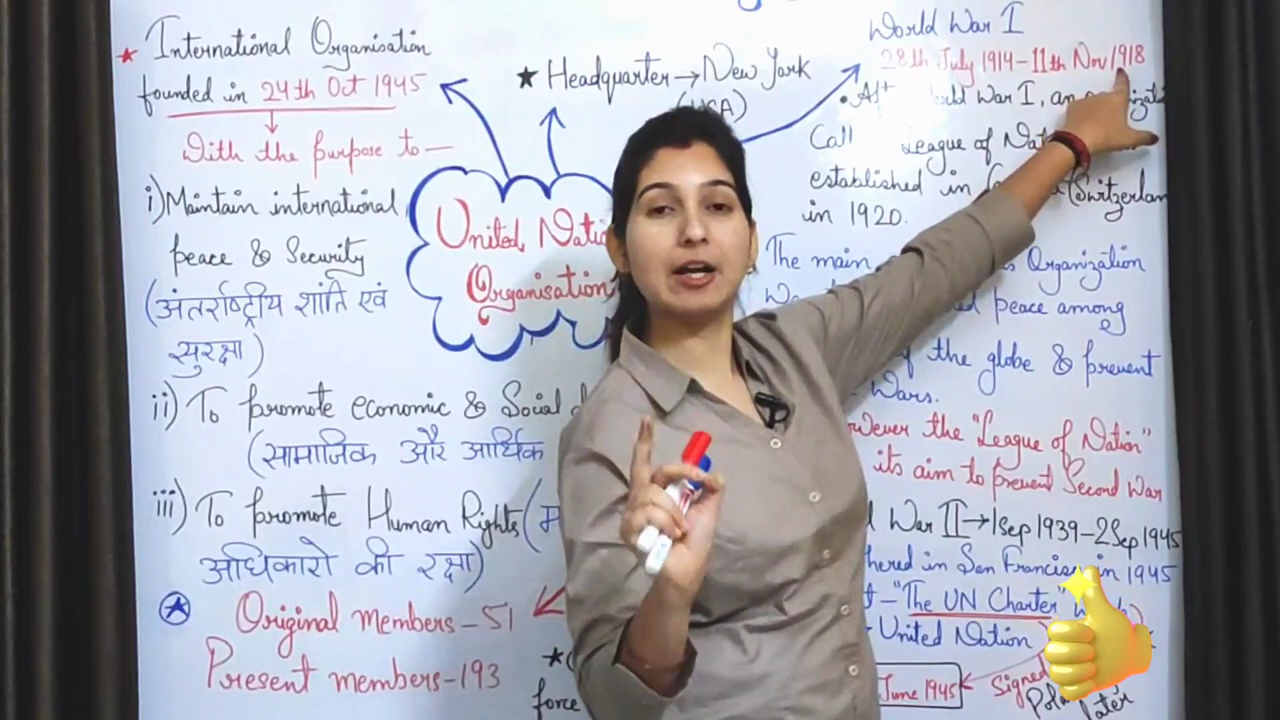 International Organisation
founded in 24th Oct 1945
With the purpose to —
i) Maintain international
peace & Security
(अंतर्राष्ट्रीय शांति एवं
सुरक्षा)
ii) To promote economic & Social
(सामाजिक और आर्थिक
iii) To promote Human Rights (
अधिकारो की रक्षा)
Original members – 51
Present members – 193
★ Headquarter → New York
(USA)
United
Organisation
force
World War I
28th July 1914 – 11th Nov 1918
World War I, an
Call League of
established in
in 1920.
The main Organization
peace among
of the globe & prevent
Wars.
the "League of Nation"
its aim to prevent Second War
War II → 1 Sep 1939 – 2 Sep 1945
in San in 1945
– "The UN Charter"
United Nation
June 1945 Signed
later